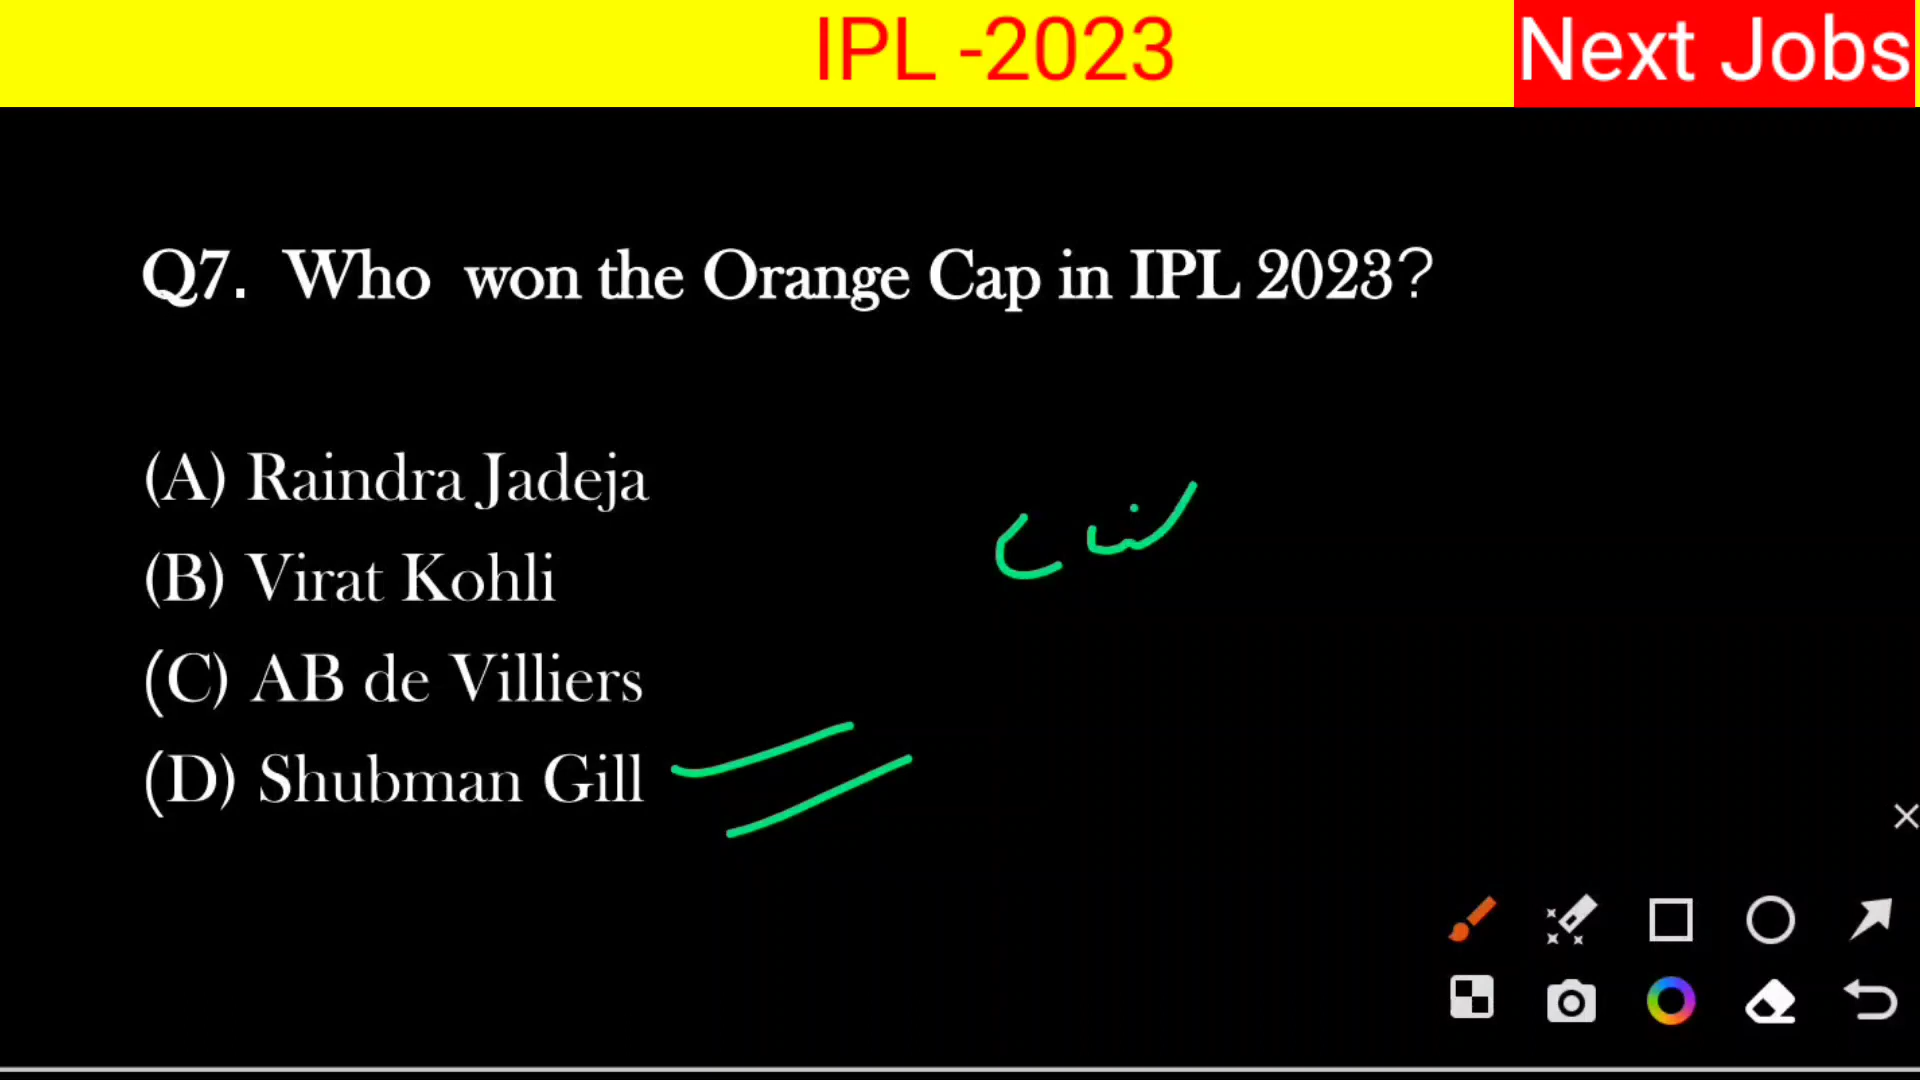 IPL -2023
Next Jobs
Q7. Who won the Orange Cap in IPL 2023?
(A) Raindra Jadeja
(B) Virat Kohli
(C) AB de Villiers
(D) Shubman Gill